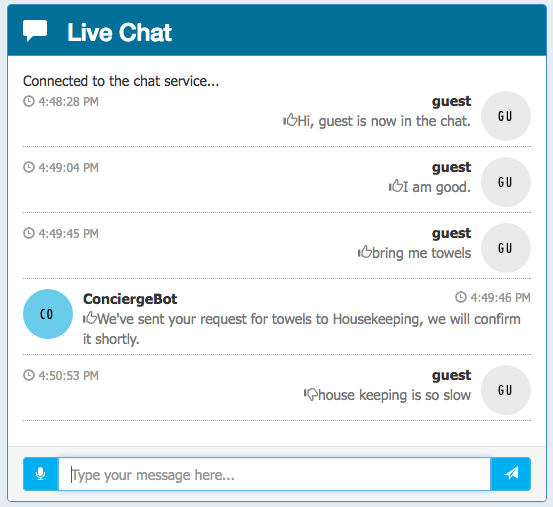 Live Chat
Connected to the chat service...
4:48:28 PM
guest
Hi, guest is now in the chat.
GU
4:49:04 PM
guest
I am good.
GU
4:49:45 PM
guest
bring me towels
GU
CO
ConciergeBot
4:49:46 PM
We've sent your request for towels to Housekeeping, we will confirm
it shortly.
4:50:53 PM
guest
house keeping is so slow
GU
Type your message here...